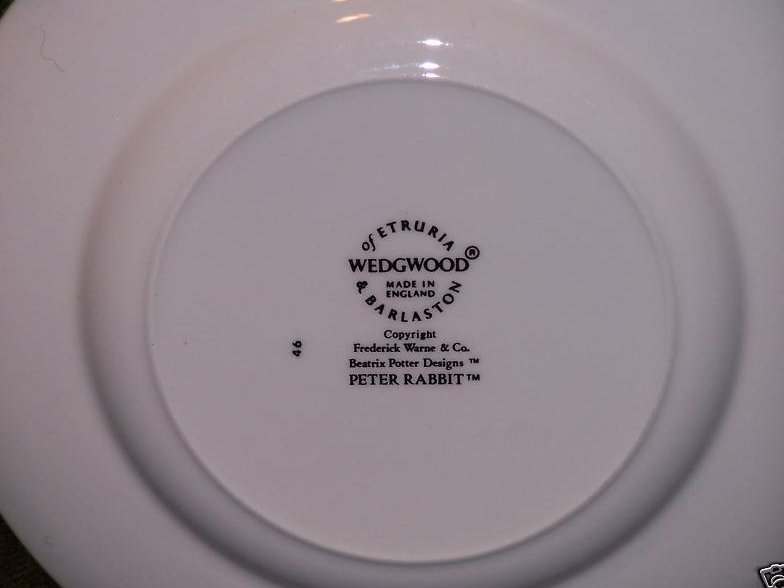 of ETRURIA
WEDGWOOD®
MADE IN
ENGLAND
& BARLASTON
46
Copyright
Frederick Warne & Co.
Beatrix Potter Designs ™
PETER RABBIT™